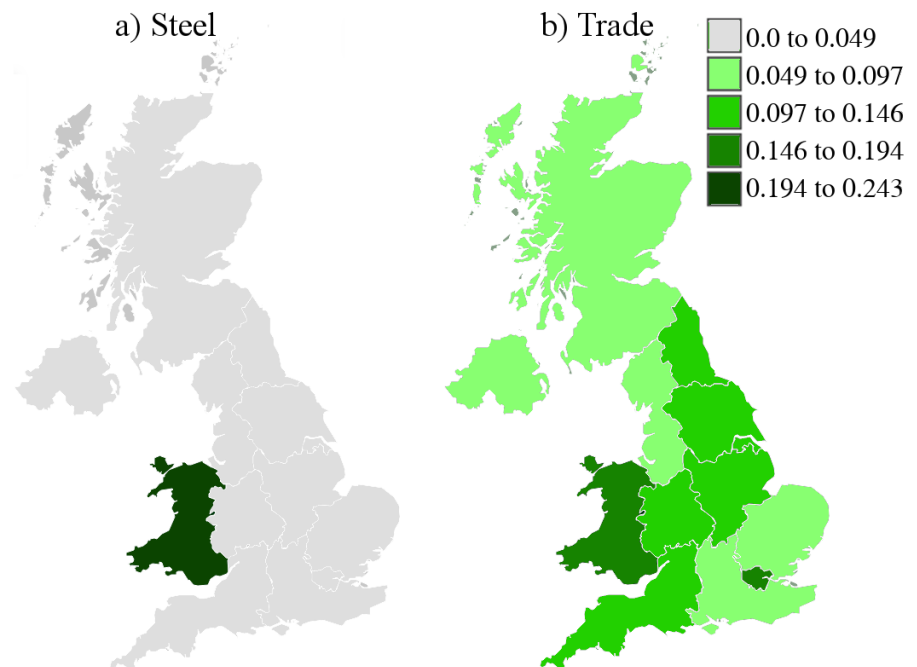 a) Steel
b) Trade
0.0 to 0.049
0.049 to 0.097
0.097 to 0.146
0.146 to 0.194
0.194 to 0.243